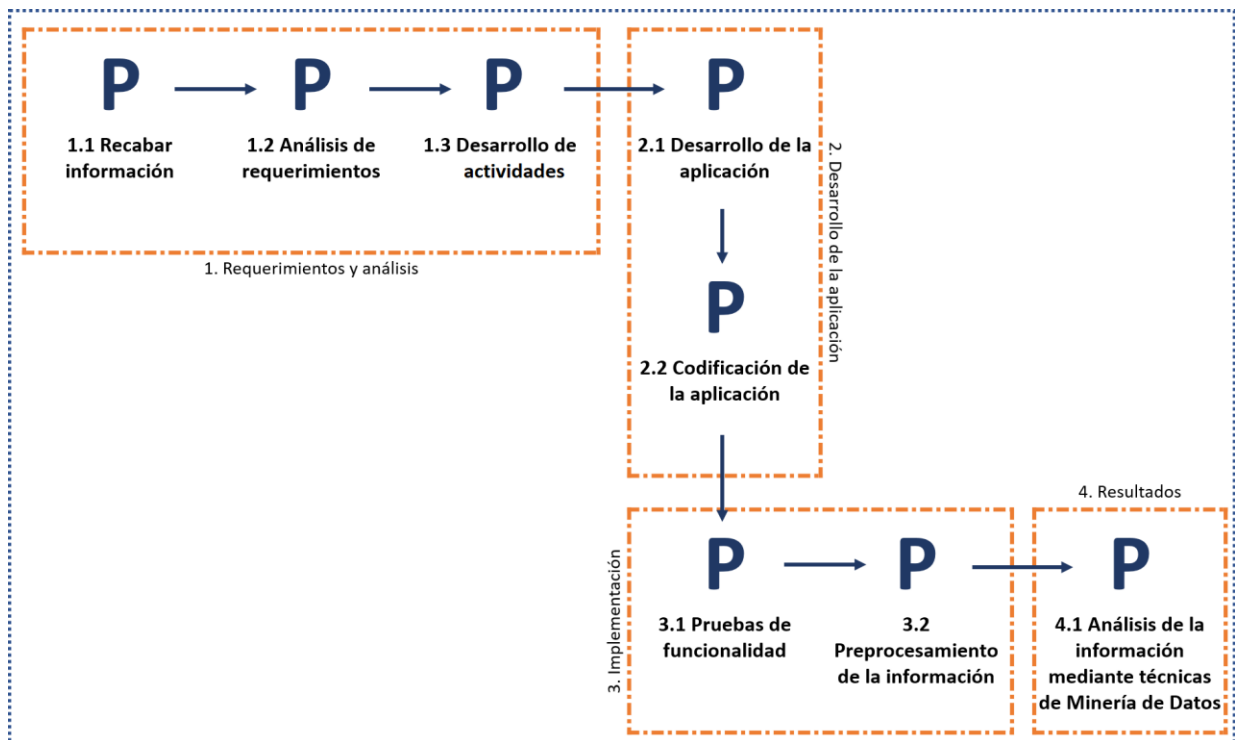 P
1.1 Recabar
información
P
1.2 Análisis de
requerimientos
P
1.3 Desarrollo de
actividades
1. Requerimientos y análisis
P
2.1 Desarrollo de la
aplicación
P
2.2 Codificación de
la aplicación
2. Desarrollo de la aplicación
P
3.1 Pruebas de
funcionalidad
P
3.2
Preprocesamiento
de la información
3. Implementación
4. Resultados
P
4.1 Análisis de la
información
mediante técnicas
de Minería de Datos